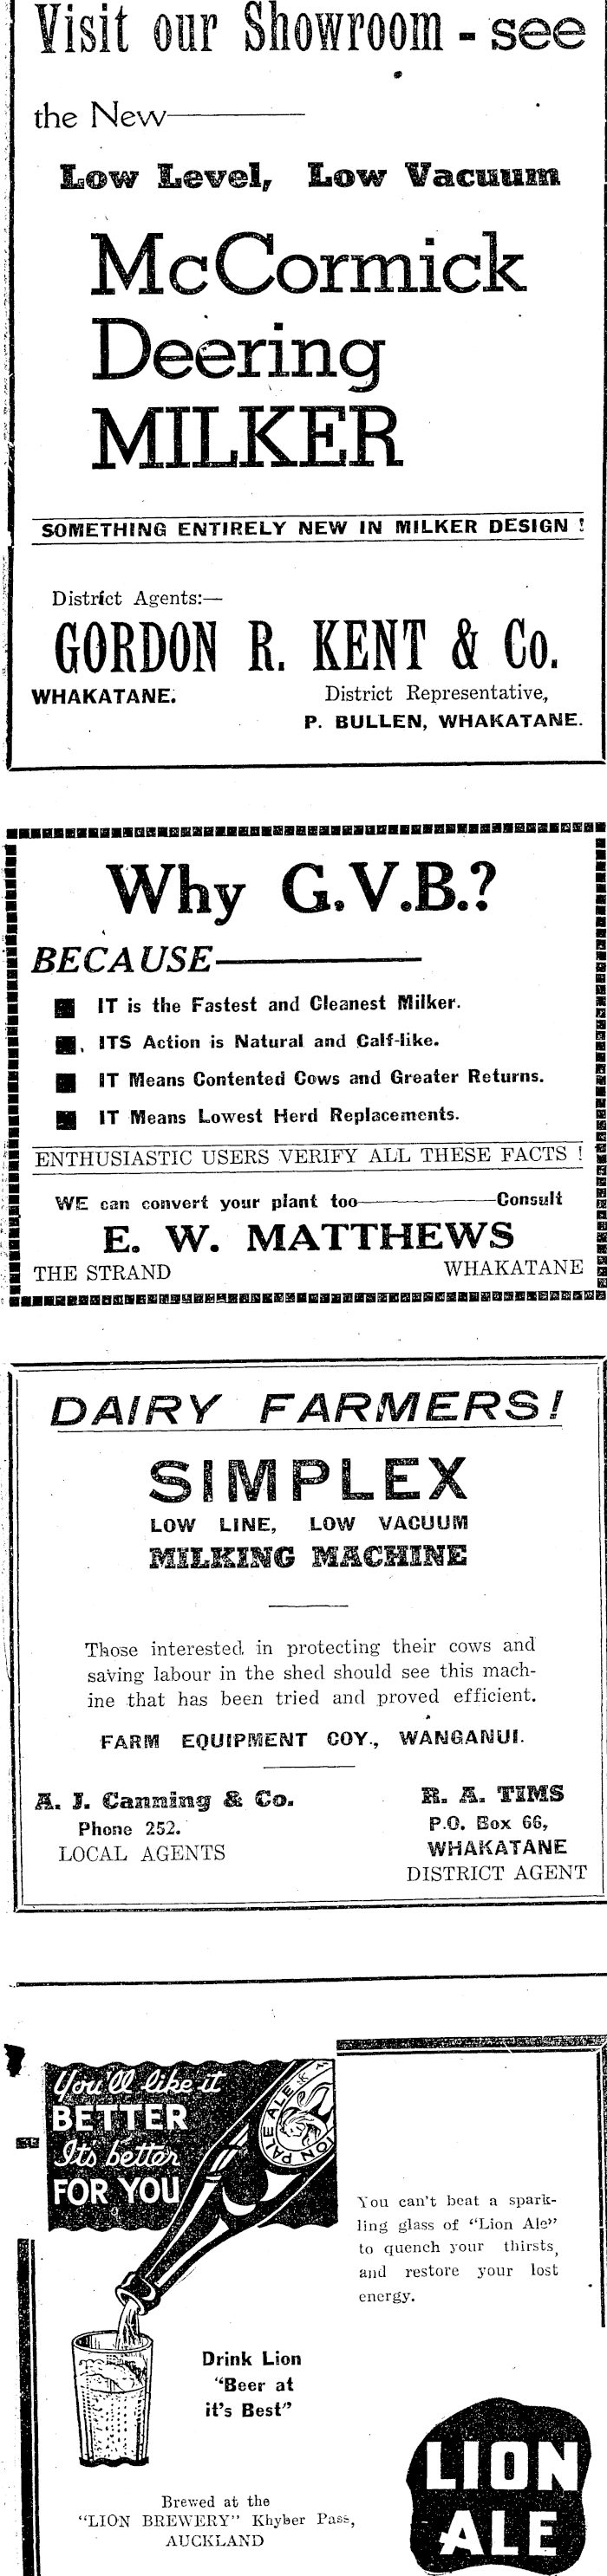 Visit our Showroom - see
the New
Low Level, Low Vacuum
McCormick
Deering
MILKER
SOMETHING ENTIRELY NEW IN MILKER DESIGN !
District Agents:—
GORDON R. KENT & Co.
WHAKATANE. District Representative,
P. BULLEN, WHAKATANE.
Why G.V.B.?
BECAUSE
IT is the Fastest and Cleanest Milker.
ITS Action is Natural and Calf-like.
IT Means Contented Cows and Greater Returns.
IT Means Lowest Herd Replacements.
ENTHUSIASTIC USERS VERIFY ALL THESE FACTS !
WE can convert your plant too————Consult
E. W. MATTHEWS
THE STRAND WHAKATANE
DAIRY FARMERS!
SIMPLEX
LOW LINE, LOW VACUUM
MILKING MACHINE
Those interested in protecting their cows and
saving labour in the shed should see this mach-
ine that has been tried and proved efficient.
FARM EQUIPMENT COY., WANGANUI.
A. J. Canning & Co.
Phone 252.
LOCAL AGENTS
R. A. TIMS
P.O. Box 66,
WHAKATANE
DISTRICT AGENT
You'll like it
BETTER
It's better
FOR YOU
PALE ALE
You can't beat a spark-
ling glass of "Lion Ale"
to quench your thirsts,
and restore your lost
energy.
Drink Lion
"Beer at
it's Best"
Brewed at the
"LION BREWERY" Khyber Pass,
AUCKLAND
LION
ALE